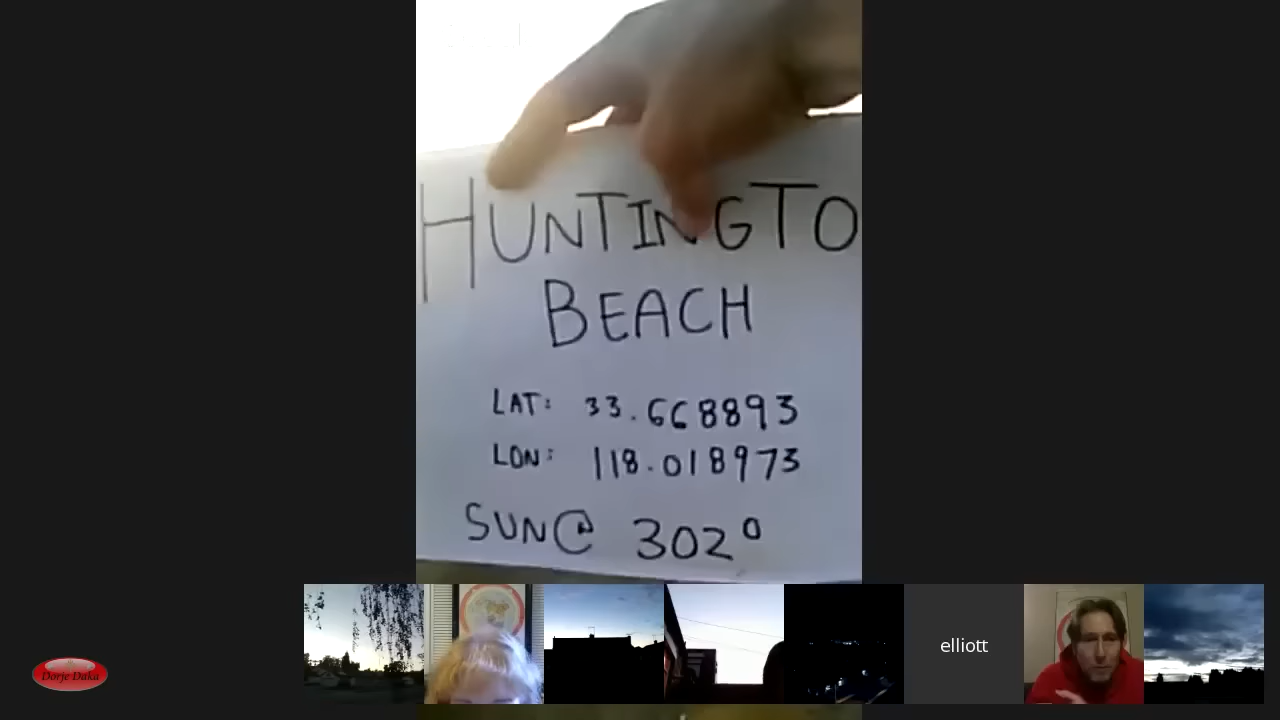 HUNTINGTO
BEACH
LAT: 33.668893
LON: 118.018973
SUN@ 302°
elliott
Dorje Daka